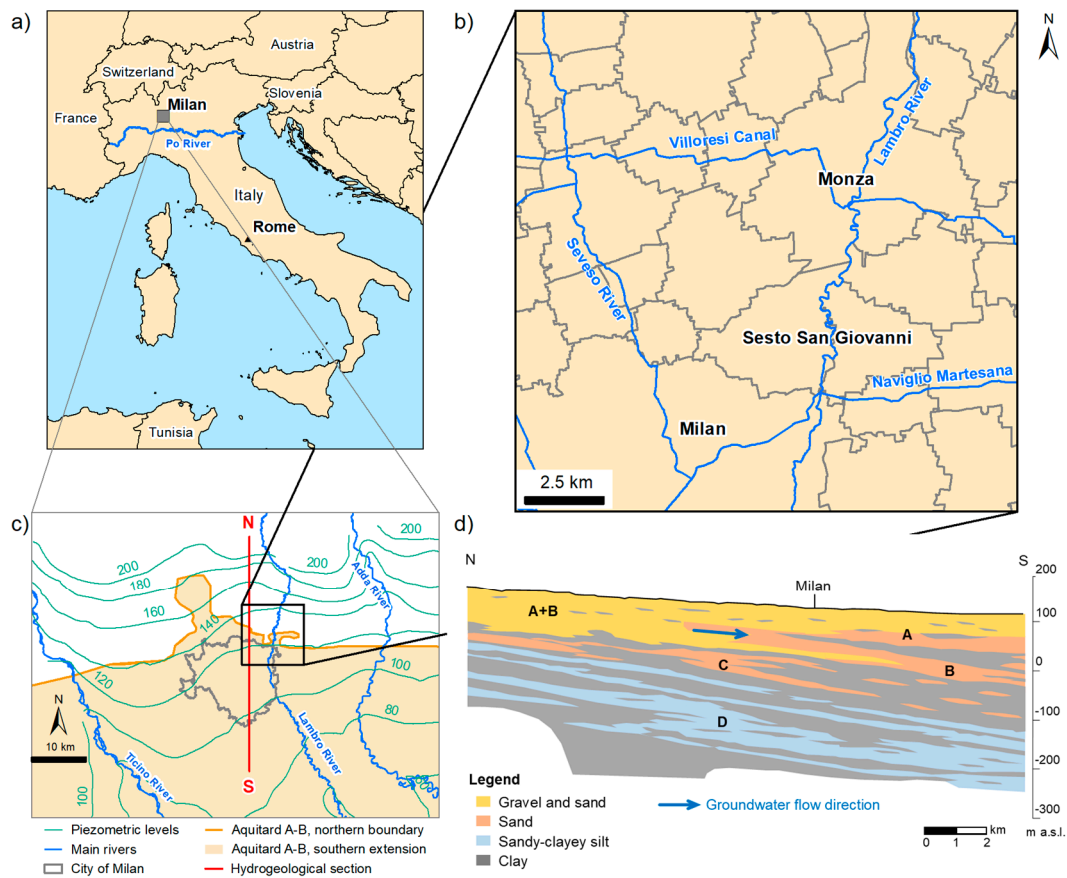 a)
Austria
Switzerland
Slovenia
Milan
France
Po River
Italy
Rome
Tunisia
b)
N
Lambro River
Villoresi Canal
Monza
Seveso River
Sesto San Giovanni
Naviglio Martesana
Milan
2.5 km
c)
N
200
200
200
180
160
140
Adda River
120
100
80
100
N
10 km
Ticino River
Lambro River
S
Piezometric levels
Main rivers
City of Milan
Aquitard A-B, northern boundary
Aquitard A-B, southern extension
Hydrogeological section
d)
N
S
Milan
200
100
0
-100
-200
-300
m a.s.l.
A+B
A
B
C
D
Legend
Gravel and sand
Sand
Sandy-clayey silt
Clay
Groundwater flow direction
km
0 1 2